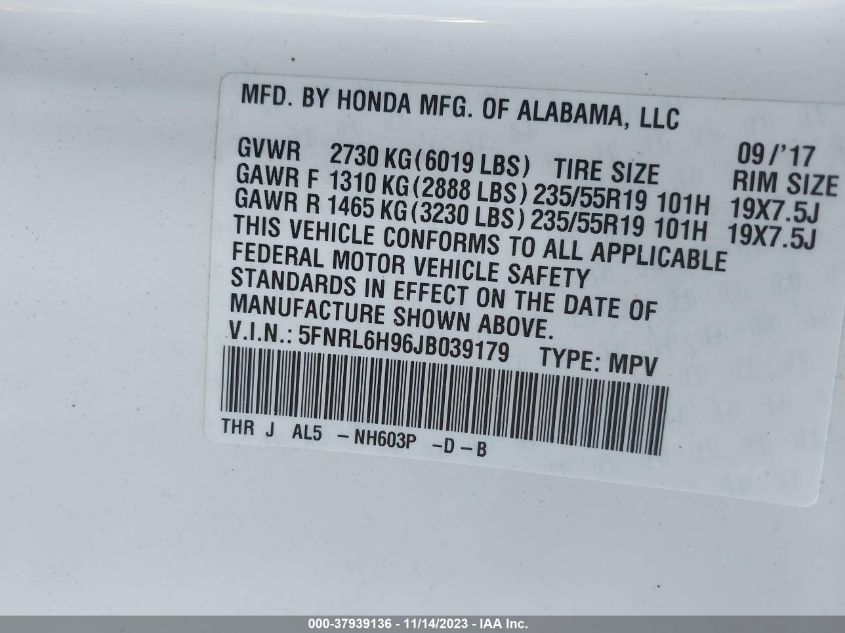 MFD. BY HONDA MFG. OF ALABAMA, LLC
GVWR 2730 KG (6019 LBS) TIRE SIZE 09/'17 RIM SIZE
GAWR F 1310 KG (2888 LBS) 235/55R19 101H 19X7.5J
GAWR R 1465 KG (3230 LBS) 235/55R19 101H 19X7.5J
THIS VEHICLE CONFORMS TO ALL APPLICABLE
FEDERAL MOTOR VEHICLE SAFETY
STANDARDS IN EFFECT ON THE DATE OF
MANUFACTURE SHOWN ABOVE.
V.I.N.: 5FNRL6H96JB039179 TYPE: MPV
THR J AL5 -NH603P -D-B
000-37939136 - 11/14/2023 - IAA Inc.